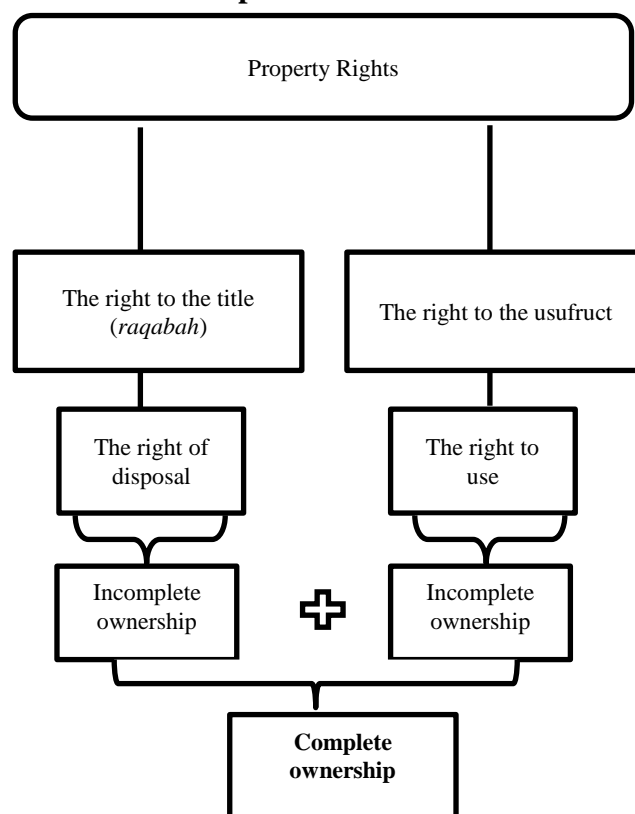 Property Rights
The right to the title
(raqabah)
The right to the usufruct
The right of
disposal
The right to
use
Incomplete
ownership
Incomplete
ownership
Complete
ownership